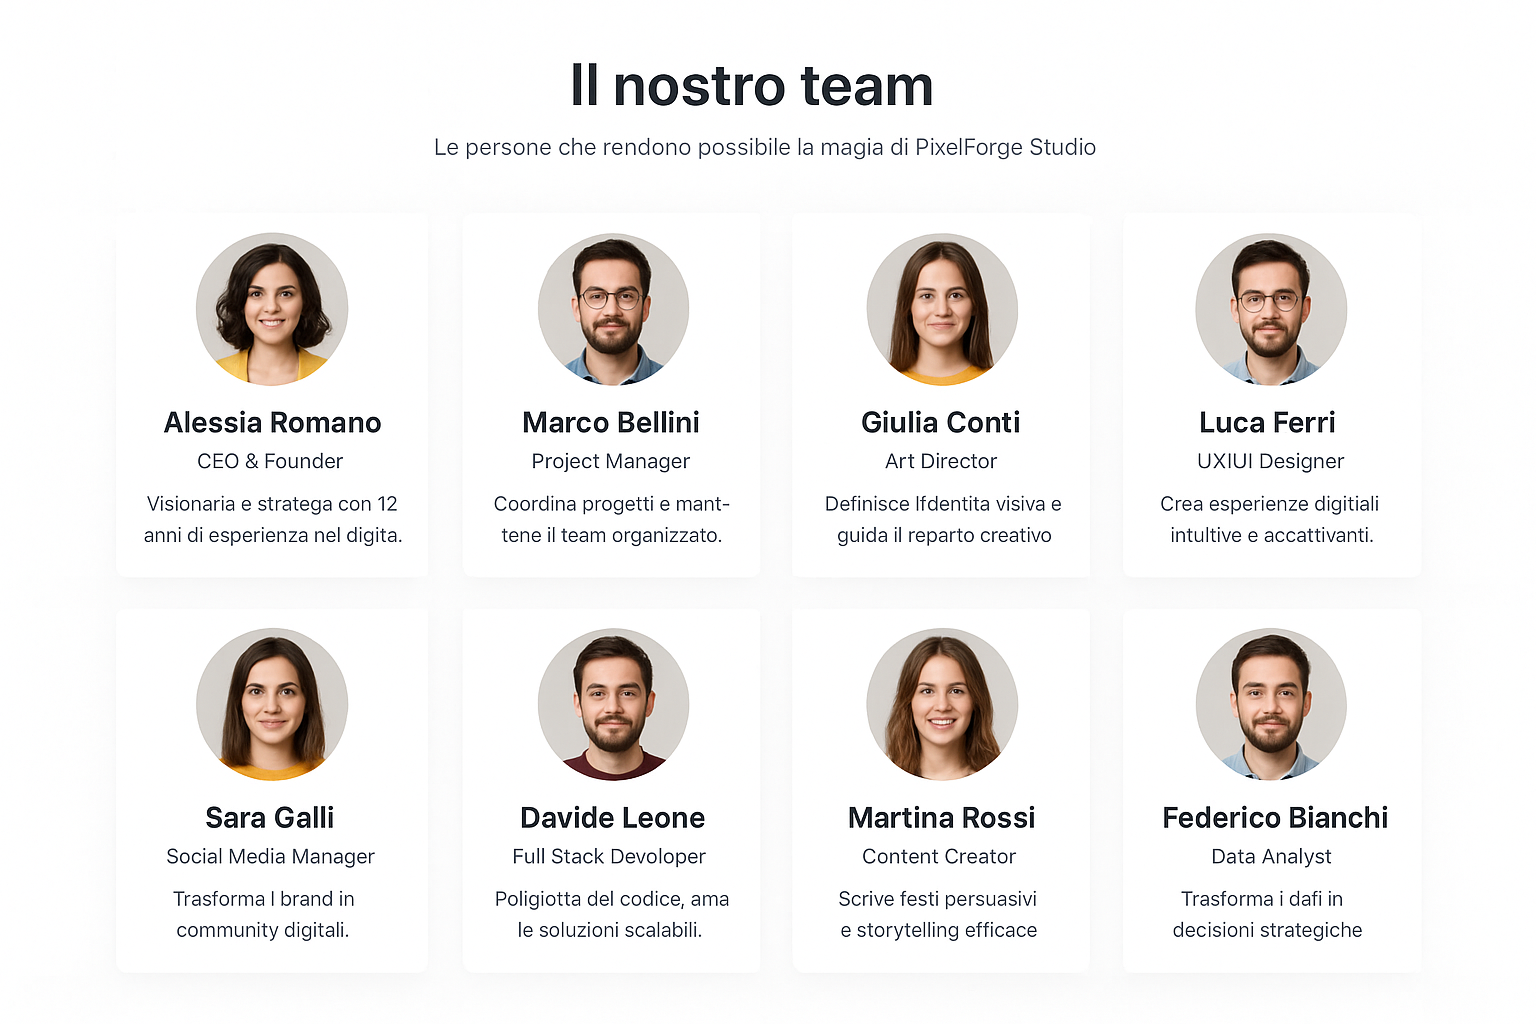 Il nostro team
Le persone che rendono possibile la magia di PixelForge Studio
Alessia Romano
CEO & Founder
Visionaria e stratega con 12
anni di esperienza nel digita.
Marco Bellini
Project Manager
Coordina progetti e mant-
tene il team organizzato.
Giulia Conti
Art Director
Definisce lfdentita visiva e
guida il reparto creativo
Luca Ferri
UXIUI Designer
Crea esperienze digitiali
intultive e accattivanti.
Sara Galli
Social Media Manager
Trasforma I brand in
community digitali.
Davide Leone
Full Stack Devoloper
Poligiotta del codice, ama
le soluzioni scalabili.
Martina Rossi
Content Creator
Scrive festi persuasivi
e storytelling efficace
Federico Bianchi
Data Analyst
Trasforma i dafi in
decisioni strategiche